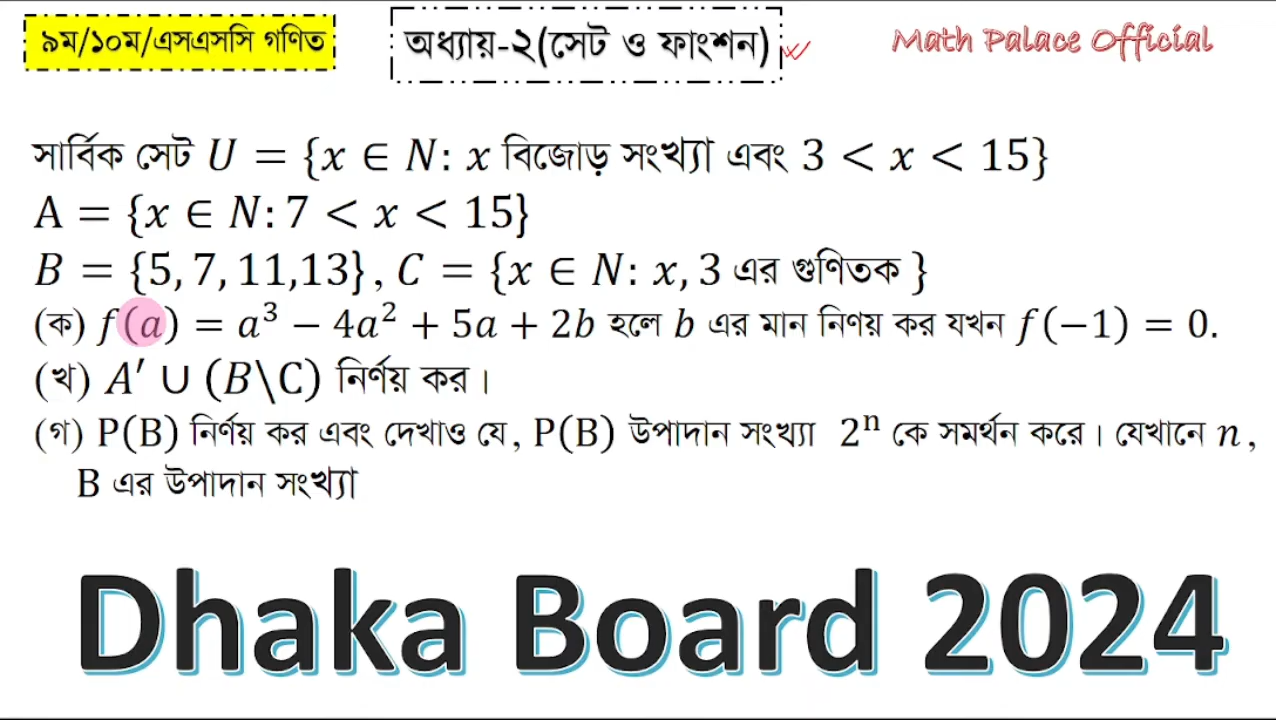 ৯ম/১০ম/এসএসসি গণিত
অধ্যায়-২(সেট ও ফাংশন)
Math Palace Official
সার্বিক সেট U = {x ∈ N: x বিজোড় সংখ্যা এবং 3 < x < 15}
A = {x ∈ N: 7 < x < 15}
B = {5, 7, 11,13}, C = {x ∈ N: x, 3 এর গুণিতক }
(ক) f(a) = a³ − 4a² + 5a + 2b হলে b এর মান নিণয় কর যখন f(−1) = 0.
(খ) A′ ∪ (B\C) নির্ণয় কর।
(গ) P(B) নির্ণয় কর এবং দেখাও যে, P(B) উপাদান সংখ্যা 2ⁿ কে সমর্থন করে। যেখানে n,
B এর উপাদান সংখ্যা
Dhaka Board 2024